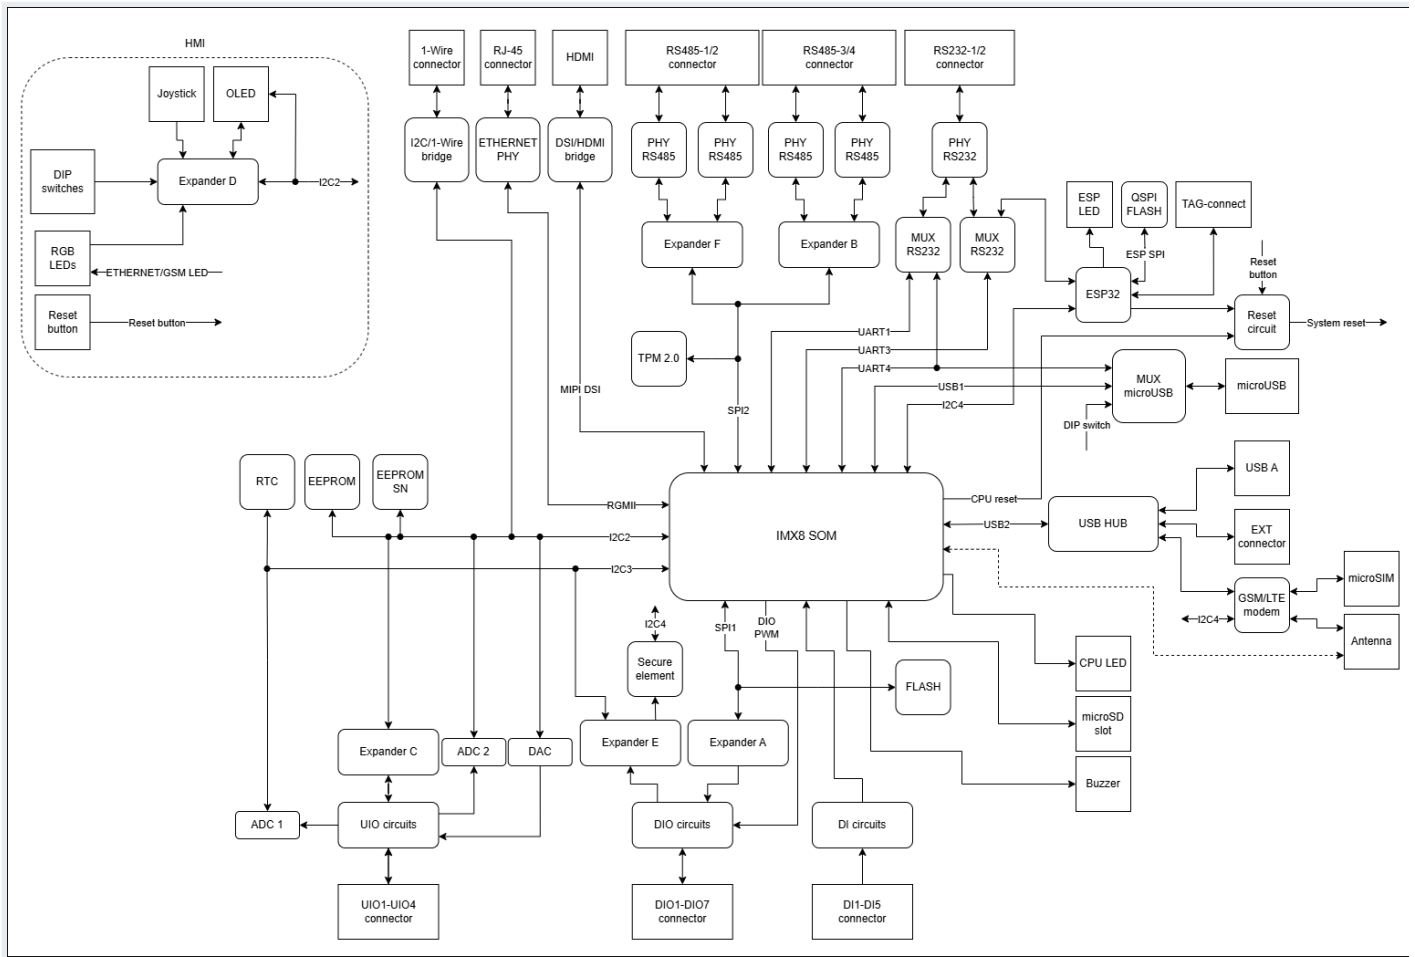 HMI
Joystick
OLED
DIP
switches
Expander D
I2C2
RGB
LEDs
ETHERNET/GSM LED
Reset
button
Reset button
1-Wire
connector
RJ-45
connector
HDMI
RS485-1/2
connector
RS485-3/4
connector
RS232-1/2
connector
I2C/1-Wire
bridge
ETHERNET
PHY
DSI/HDMI
bridge
PHY
RS485
PHY
RS485
PHY
RS485
PHY
RS485
PHY
RS232
Expander F
Expander B
MUX
RS232
MUX
RS232
ESP
LED
QSPI
FLASH
TAG-connect
ESP SPI
ESP32
Reset
button
Reset
circuit
System reset
TPM 2.0
UART1
UART3
UART4
USB1
I2C4
MIPI DSI
SPI2
MUX
microUSB
microUSB
DIP switch
RTC
EEPROM
EEPROM
SN
RGMII
I2C2
I2C3
IMX8 SOM
CPU reset
USB2
USB HUB
USB A
EXT
connector
GSM/LTE
modem
I2C4
microSIM
Antenna
I2C4
SPI1
DIO
PWM
Secure
element
FLASH
CPU LED
microSD
slot
Buzzer
Expander C
ADC 2
DAC
Expander E
Expander A
ADC 1
UIO circuits
DIO circuits
DI circuits
UIO1-UIO4
connector
DIO1-DIO7
connector
DI1-DI5
connector